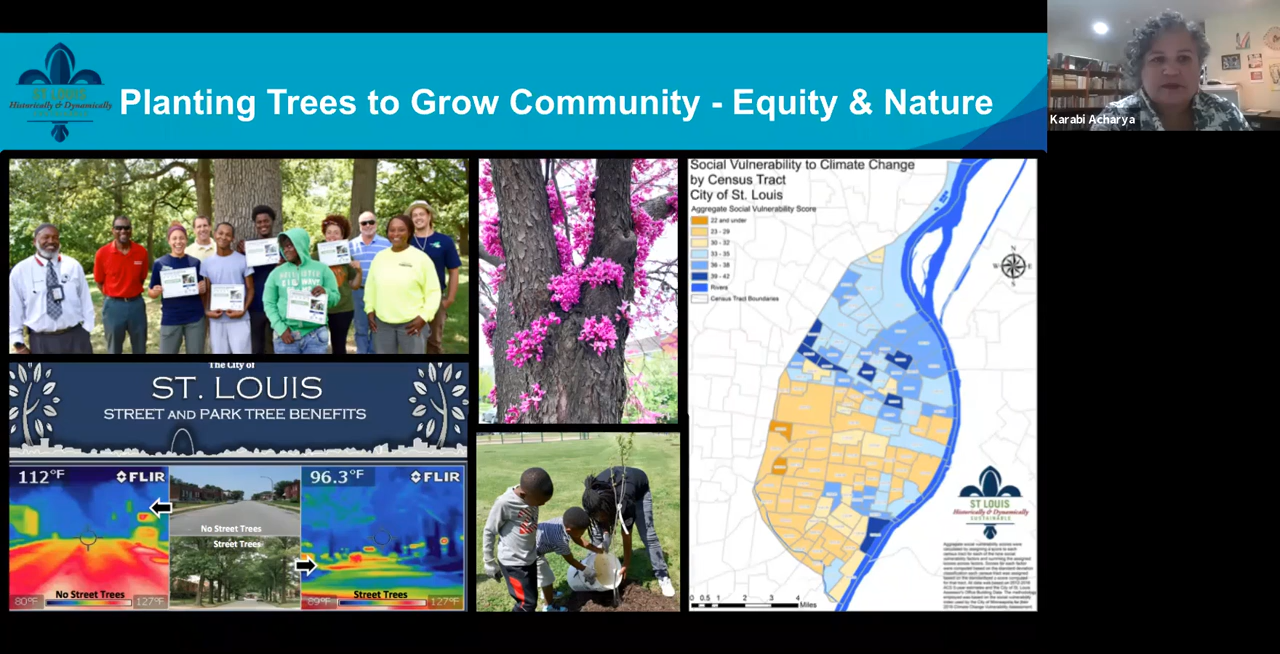 ST LOUIS
Historically & Dynamically
Planting Trees to Grow Community - Equity & Nature
Karabi Acharya
The City of
ST. LOUIS
STREET AND PARK TREE BENEFITS
112°F
FLIR
No Street Trees
80°F
127°F
No Street Trees
Street Trees
96.3°F
FLIR
Street Trees
127°F
Social Vulnerability to Climate Change
by Census Tract
City of St. Louis
Aggregate Social Vulnerability Score
22 and under
23 - 29
30 - 32
33 - 35
36 - 38
39 - 42
Rivers
Census Tract Boundaries
N
W
E
S
ST LOUIS
Historically & Dynamically
SUSTAINABLE
0 0.5 1 2 3 4
Miles